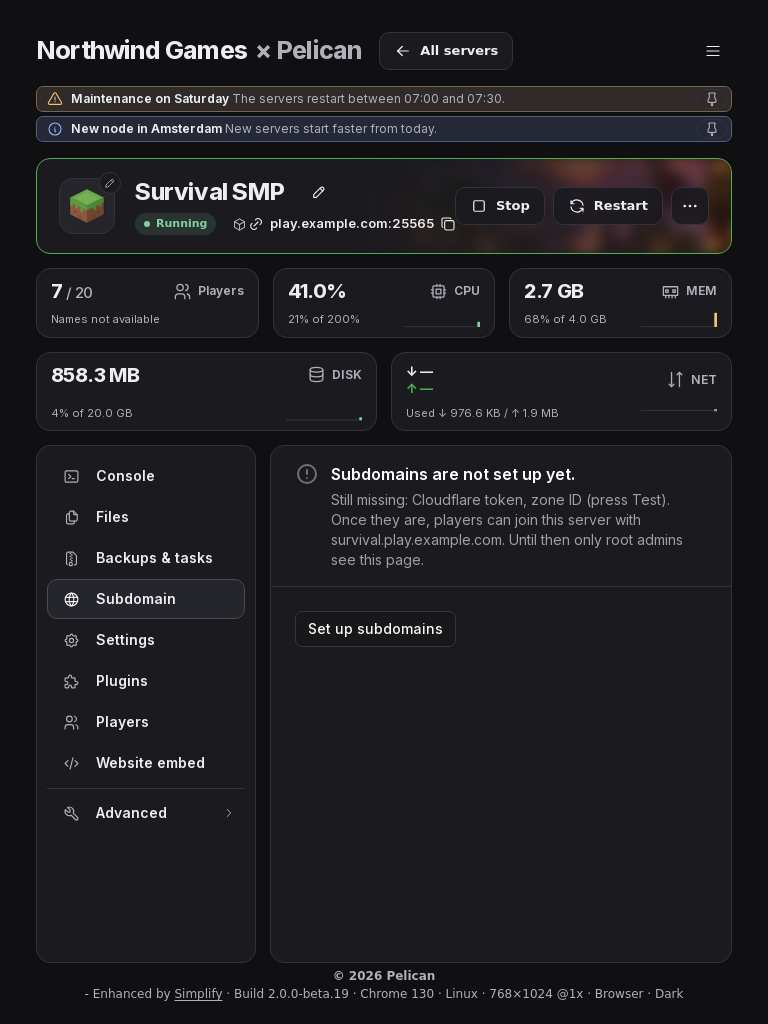 Northwind Games × Pelican
All servers
Maintenance on Saturday The servers restart between 07:00 and 07:30.
New node in Amsterdam New servers start faster from today.
Survival SMP
Running
play.example.com:25565
Stop
Restart
7 / 20
Players
Names not available
41.0%
CPU
21% of 200%
2.7 GB
MEM
68% of 4.0 GB
858.3 MB
DISK
4% of 20.0 GB
↓ —
↑ —
NET
Used ↓ 976.6 KB / ↑ 1.9 MB
Console
Files
Backups & tasks
Subdomain
Settings
Plugins
Players
Website embed
Advanced
Subdomains are not set up yet.
Still missing: Cloudflare token, zone ID (press Test).
Once they are, players can join this server with
survival.play.example.com. Until then only root admins
see this page.
Set up subdomains
© 2026 Pelican
- Enhanced by Simplify · Build 2.0.0-beta.19 · Chrome 130 · Linux · 768×1024 @1x · Browser · Dark